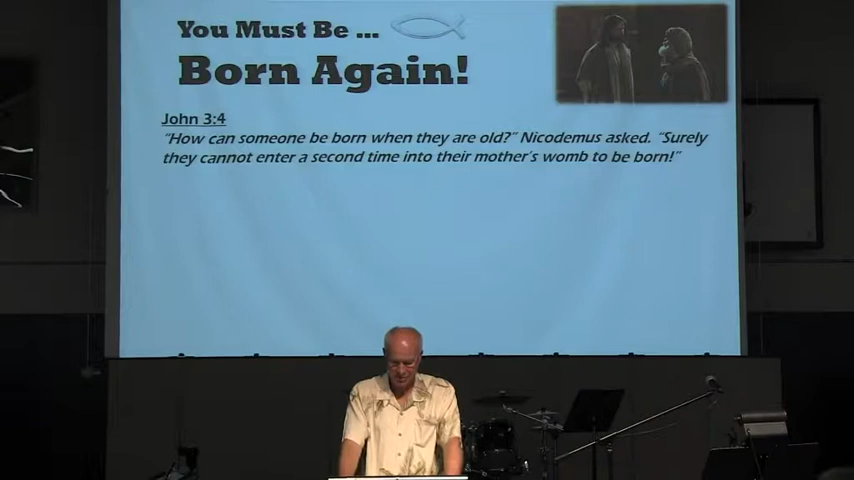 You Must Be ...
Born Again!
John 3:4
"How can someone be born when they are old?" Nicodemus asked. "Surely
they cannot enter a second time into their mother's womb to be born!"